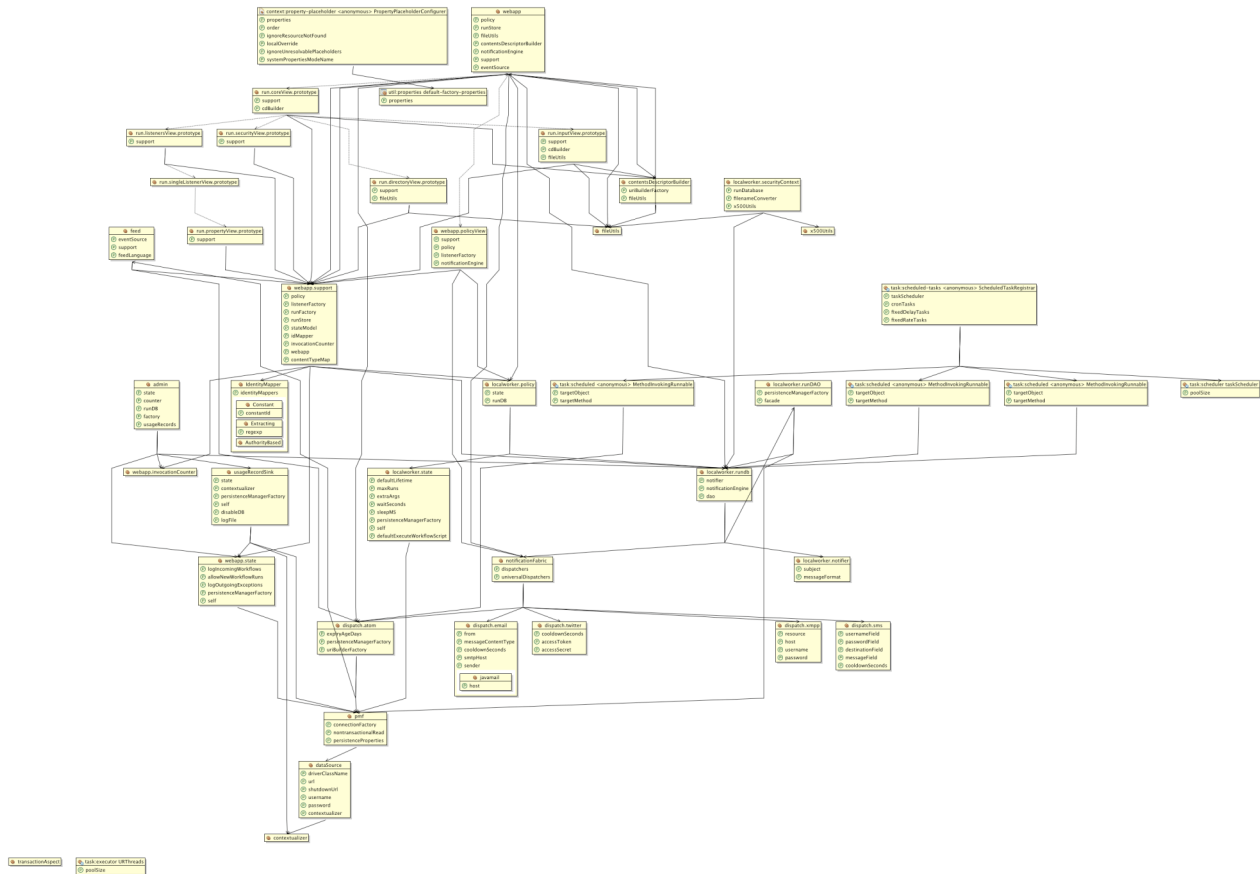 context:property-placeholder <anonymous> PropertyPlaceholderConfigurer
properties
order
ignoreResourceNotFound
localOverride
ignoreUnresolvablePlaceholders
systemPropertiesModeName
webapp
policy
runStore
fileUtils
contentsDescriptorBuilder
notificationEngine
support
eventSource
run.coreView.prototype
support
cdBuilder
util:properties default-factory-properties
properties
run.listenersView.prototype
support
run.securityView.prototype
support
run.inputView.prototype
support
cdBuilder
fileUtils
run.singleListenerView.prototype
run.directoryView.prototype
support
fileUtils
contentsDescriptorBuilder
uriBuilderFactory
fileUtils
localworker.securityContext
runDatabase
filenameConverter
x500Utils
feed
eventSource
support
feedLanguage
run.propertyView.prototype
support
webapp.policyView
support
policy
listenerFactory
notificationEngine
fileUtils
x500Utils
webapp.support
policy
listenerFactory
runFactory
runStore
stateModel
idMapper
invocationCounter
webapp
contentTypeMap
task:scheduled-tasks <anonymous> ScheduledTaskRegistrar
taskScheduler
cronTasks
fixedDelayTasks
fixedRateTasks
admin
state
counter
runDB
factory
usageRecords
IdentityMapper
identityMappers
Constant
constantId
Extracting
regexp
AuthorityBased
localworker.policy
state
runDB
task:scheduled <anonymous> MethodInvokingRunnable
targetObject
targetMethod
localworker.runDAO
persistenceManagerFactory
facade
task:scheduled <anonymous> MethodInvokingRunnable
targetObject
targetMethod
task:scheduled <anonymous> MethodInvokingRunnable
targetObject
targetMethod
task:scheduler taskScheduler
poolSize
webapp.invocationCounter
usageRecordSink
state
contextualizer
persistenceManagerFactory
self
disableDB
logFile
localworker.state
defaultLifetime
maxRuns
extraArgs
waitSeconds
sleepMS
persistenceManagerFactory
self
defaultExecuteWorkflowScript
localworker.rundb
notifier
notificationEngine
dao
webapp.state
logIncomingWorkflows
allowNewWorkflowRuns
logOutgoingExceptions
persistenceManagerFactory
self
notificationFabric
dispatchers
universalDispatchers
localworker.notifier
subject
messageFormat
dispatch.atom
expiryAgeDays
persistenceManagerFactory
uriBuilderFactory
dispatch.email
from
messageContentType
cooldownSeconds
smtpHost
sender
javamail
host
dispatch.twitter
cooldownSeconds
accessToken
accessSecret
dispatch.xmpp
resource
host
username
password
dispatch.sms
usernameField
passwordField
destinationField
messageField
cooldownSeconds
pmf
connectionFactory
nontransactionalRead
persistenceProperties
dataSource
driverClassName
url
shutdownUrl
username
password
contextualizer
contextualizer
transactionAspect
task:executor URThreads
poolSize